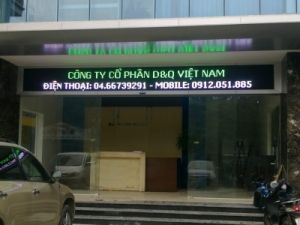 CÔNG TY CỔ PHẦN D&Q VIỆT NAM
ĐIỆN THOẠI: 04.66739291 - MOBILE: 0912.051.885